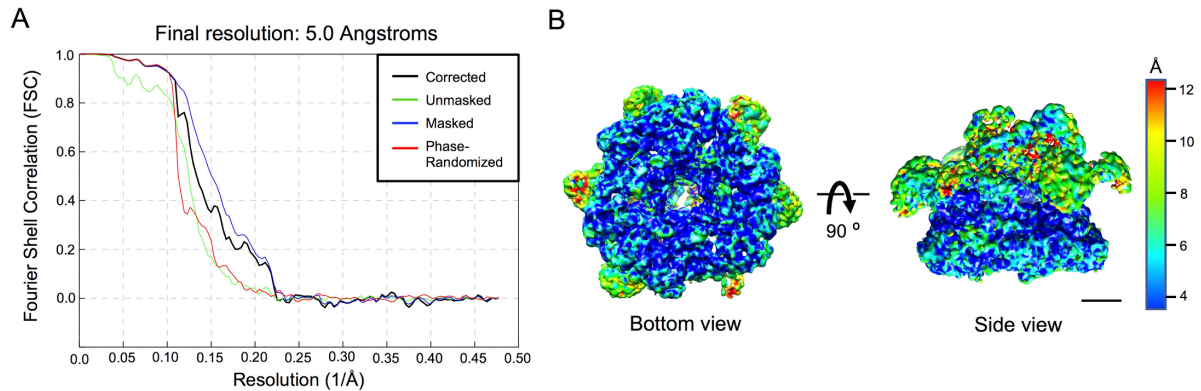 A
Final resolution: 5.0 Angstroms
Fourier Shell Correlation (FSC)
1.0
0.8
0.6
0.4
0.2
0.0
Corrected
Unmasked
Masked
Phase-
Randomized
0.0
0.05
0.10
0.15
0.20
0.25
0.30
0.35
0.40
0.45
0.50
Resolution (1/Å)
B
90 º
Bottom view
Side view
Å
12
10
8
6
4